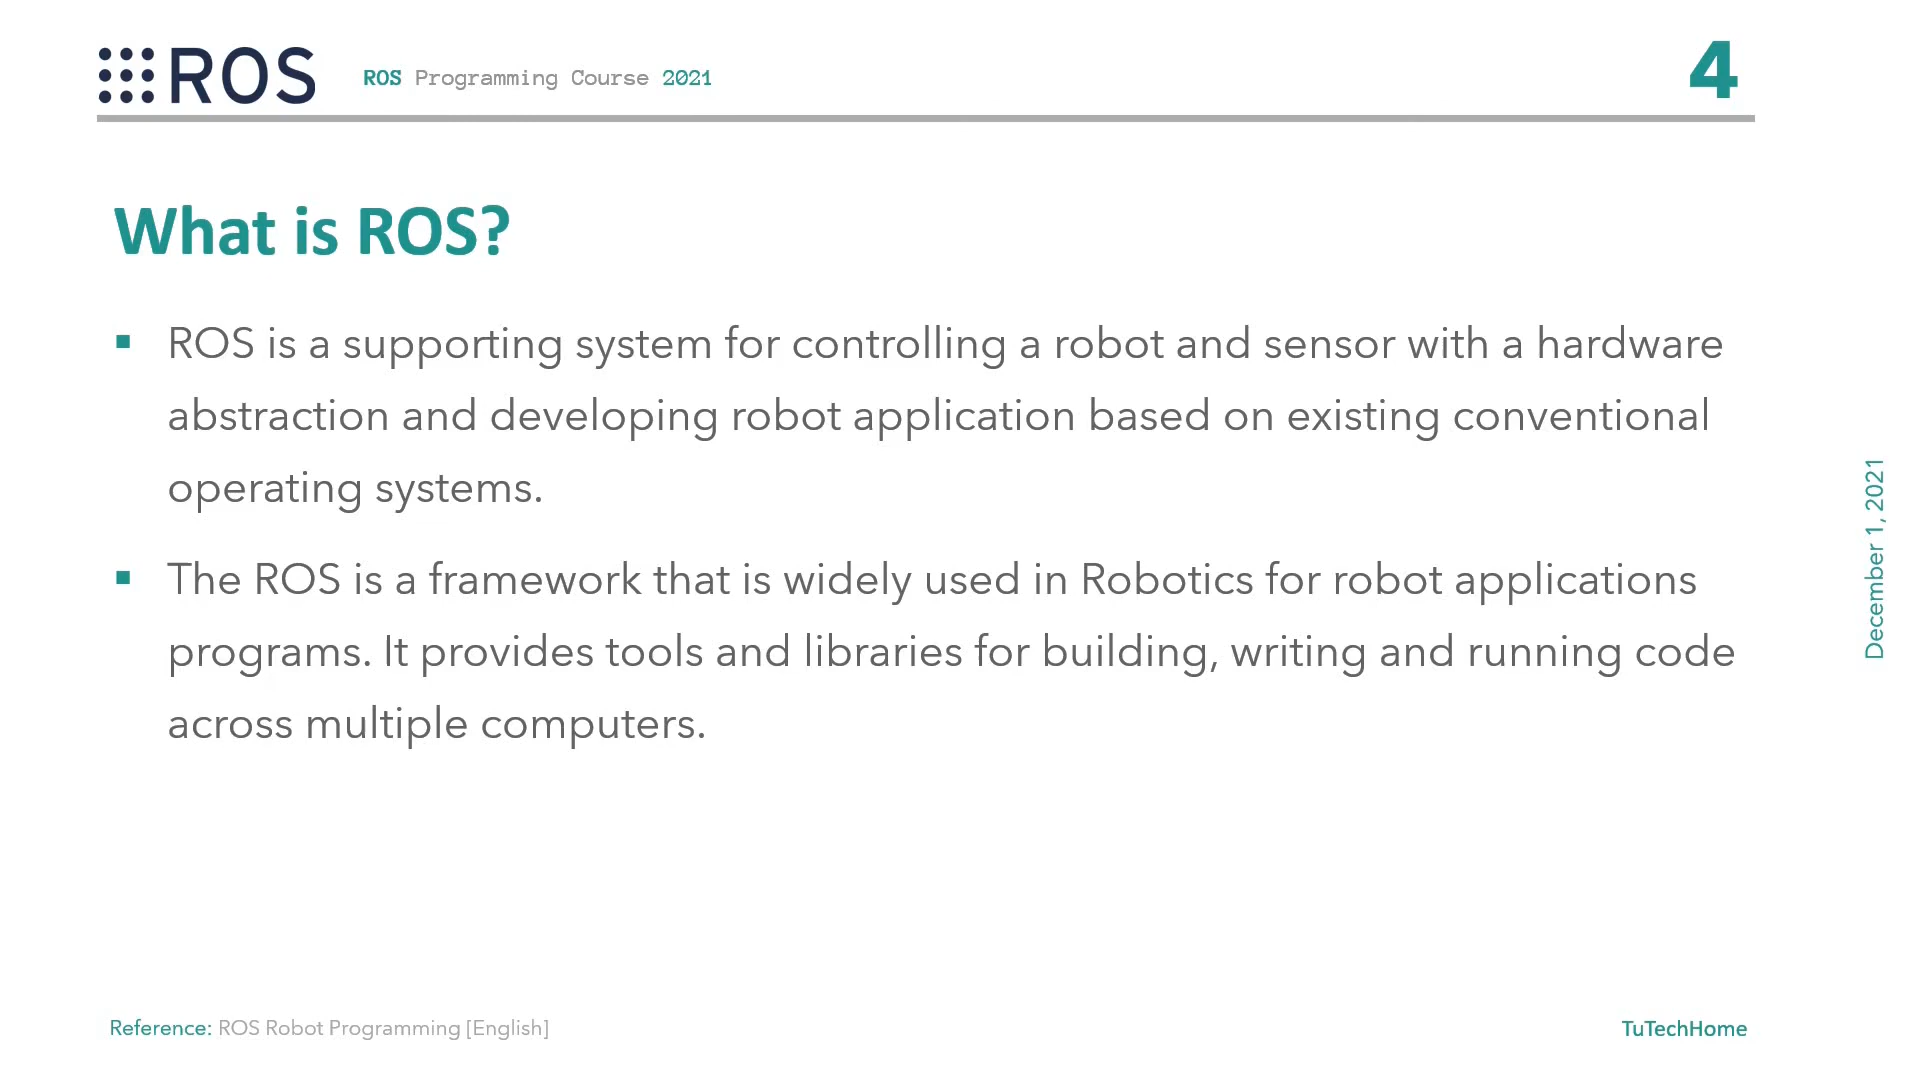 ROS
ROS Programming Course 2021
4
What is ROS?
ROS is a supporting system for controlling a robot and sensor with a hardware
abstraction and developing robot application based on existing conventional
operating systems.
The ROS is a framework that is widely used in Robotics for robot applications
programs. It provides tools and libraries for building, writing and running code
across multiple computers.
December 1, 2021
Reference: ROS Robot Programming [English]
TuTechHome